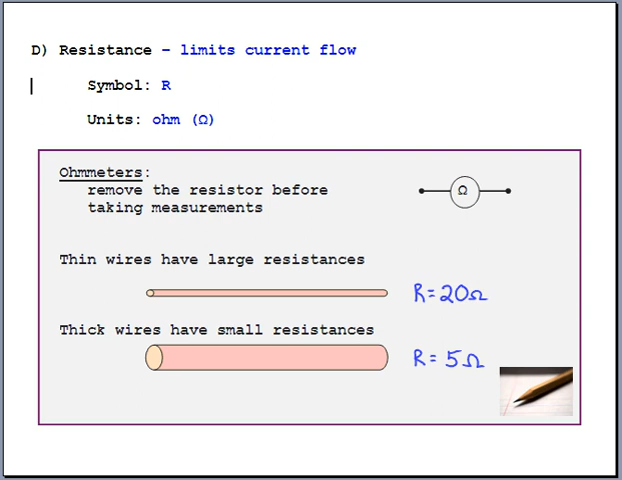 D) Resistance – limits current flow
Symbol: R
Units: ohm (Ω)
Ohmmeters:
remove the resistor before
taking measurements
Ω
Thin wires have large resistances
R=20Ω
Thick wires have small resistances
R=5Ω